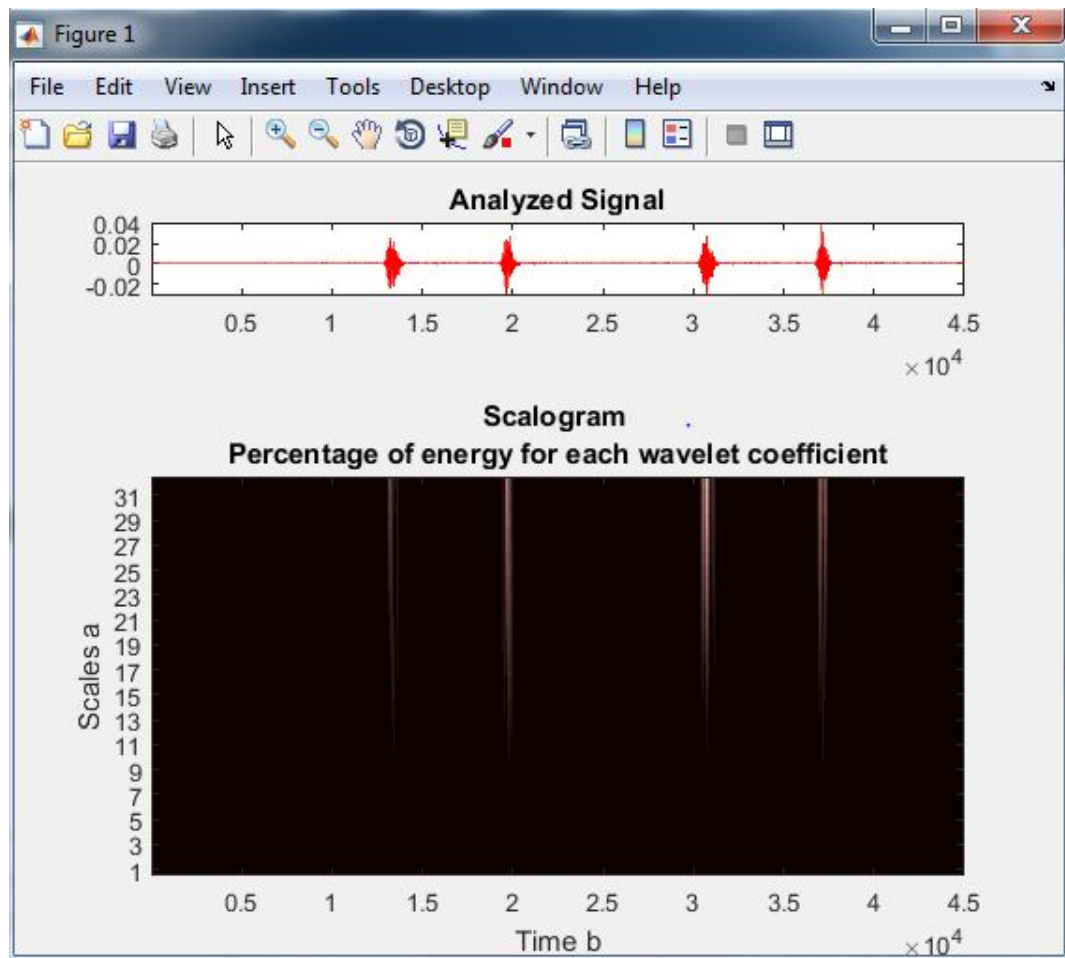 Figure 1
File Edit View Insert Tools Desktop Window Help
Analyzed Signal
0.04
0.02
0
-0.02
0.5 1 1.5 2 2.5 3 3.5 4 4.5
×10^4
Scalogram
Percentage of energy for each wavelet coefficient
Scales a
31
29
27
25
23
21
19
17
15
13
11
9
7
5
3
1
0.5 1 1.5 2 2.5 3 3.5 4 4.5
Time b
×10^4